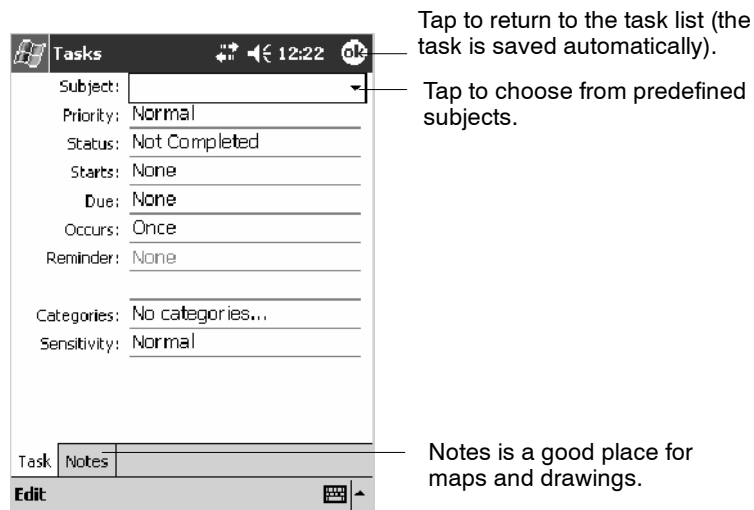 Tap to return to the task list (the
task is saved automatically).
Tasks 12:22 ok
Subject:
Tap to choose from predefined
subjects.
Priority: Normal
Status: Not Completed
Starts: None
Due: None
Occurs: Once
Reminder: None
Categories: No categories...
Sensitivity: Normal
Notes is a good place for
maps and drawings.
Task Notes
Edit